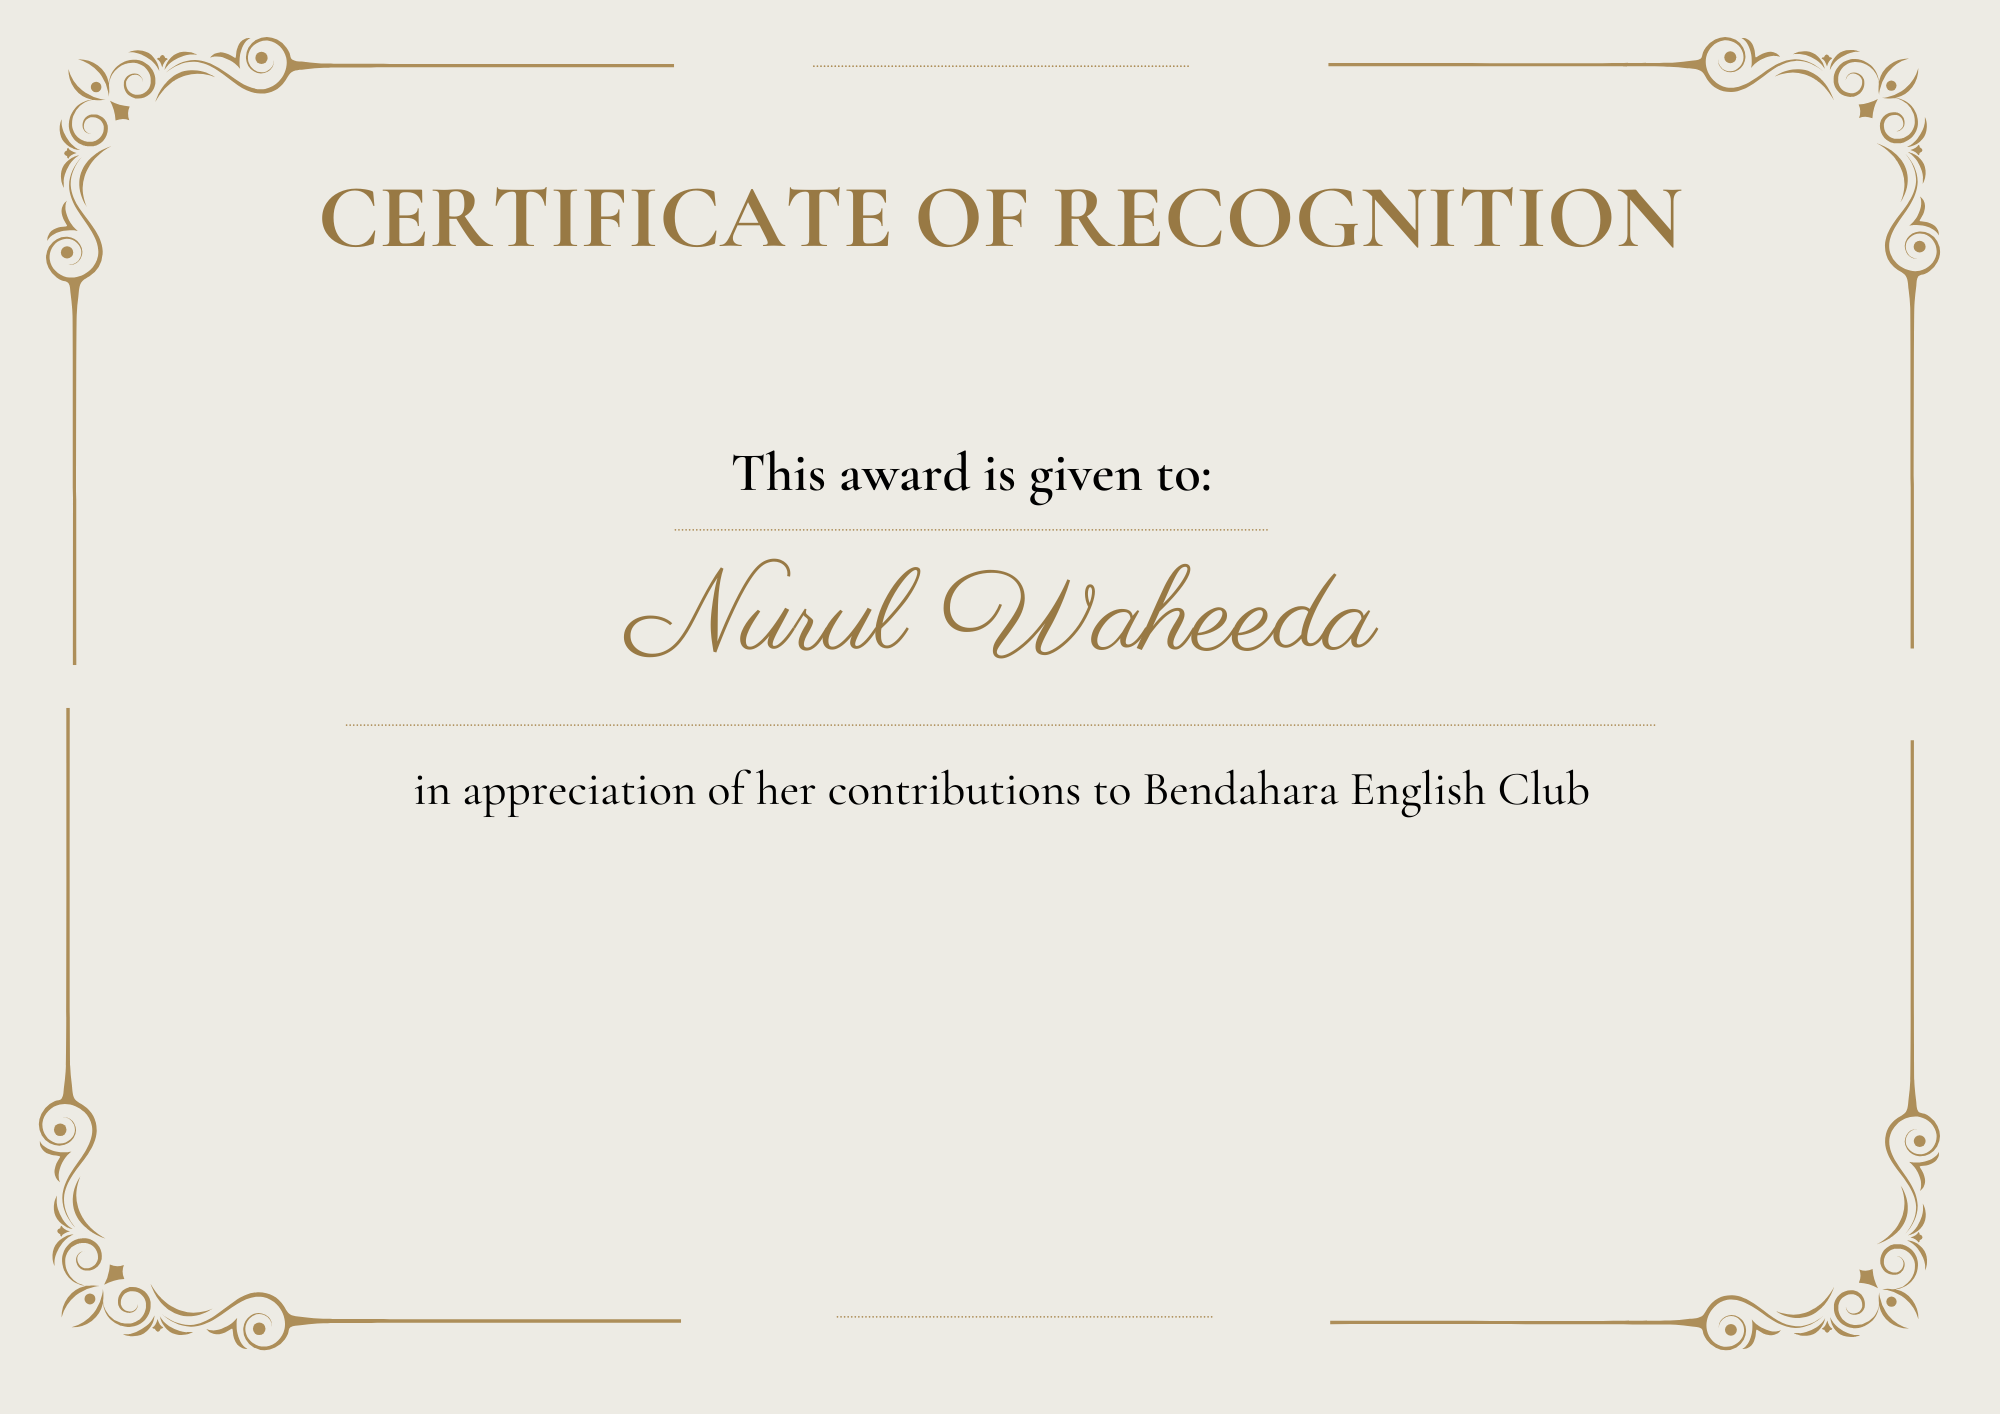 CERTIFICATE OF RECOGNITION
This award is given to:
Nurul Waheeda
in appreciation of her contributions to Bendahara English Club